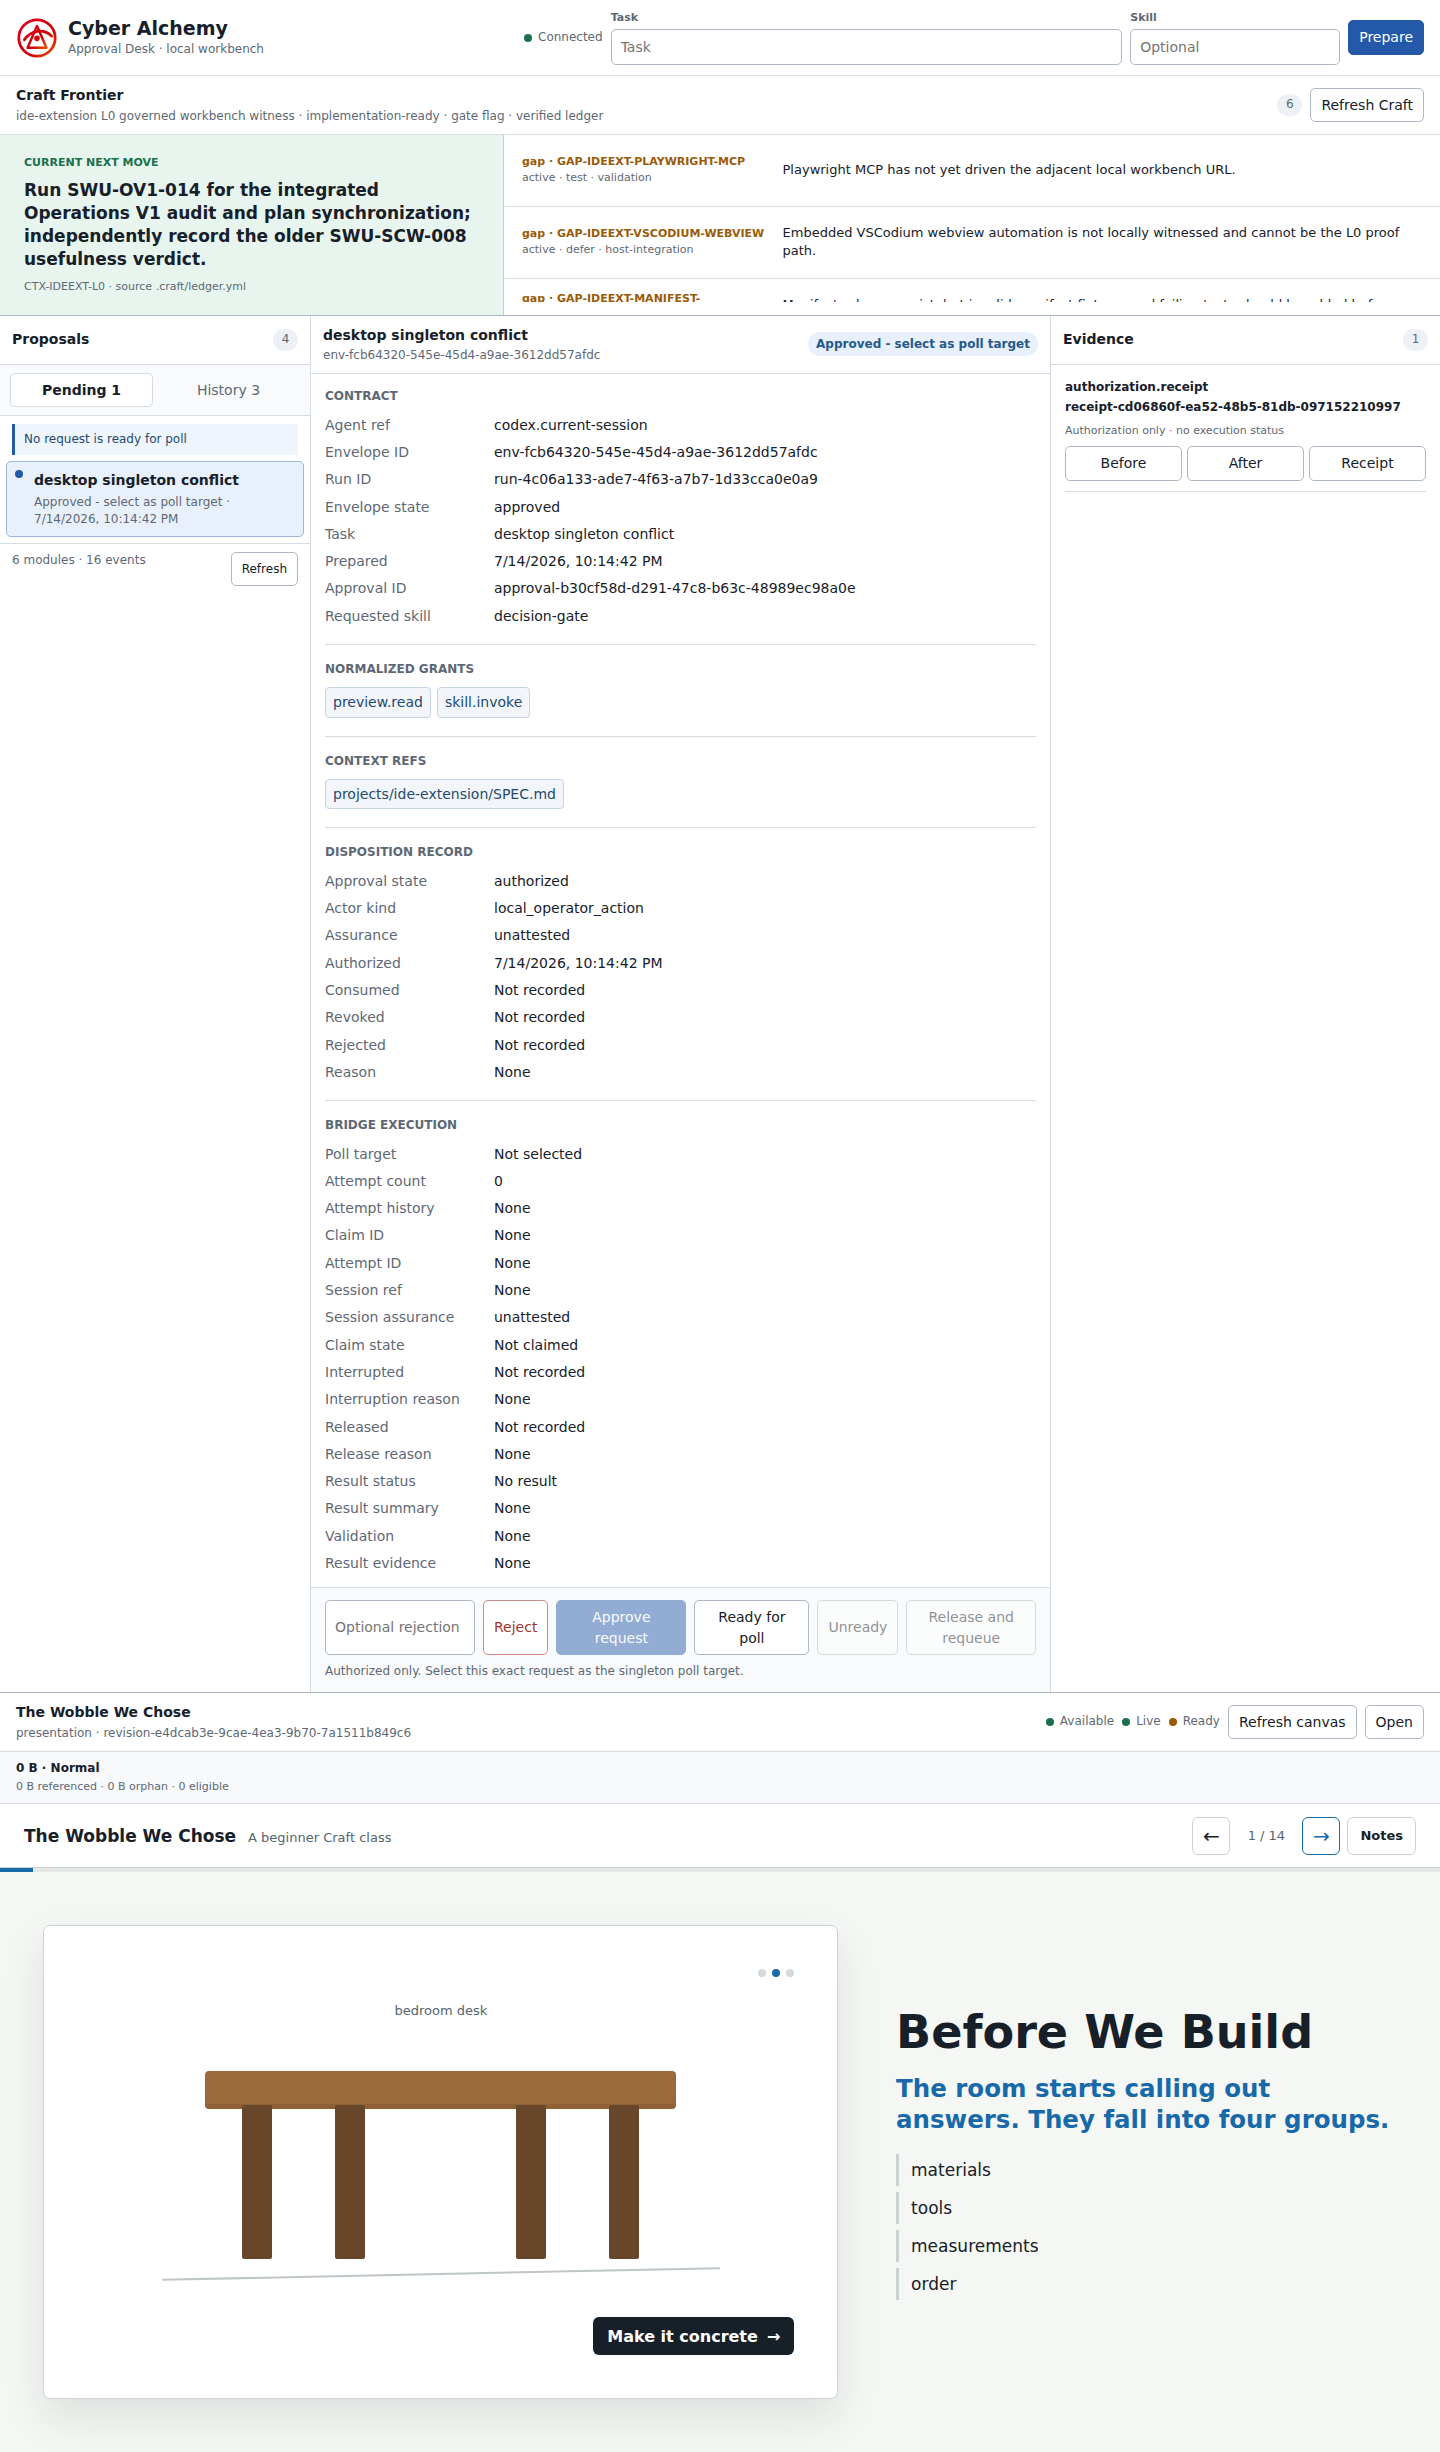 Cyber Alchemy
Approval Desk · local workbench
Connected
Task
Task
Skill
Optional
Prepare
Craft Frontier
ide-extension L0 governed workbench witness · implementation-ready · gate flag · verified ledger
6
Refresh Craft
CURRENT NEXT MOVE
Run SWU-OV1-014 for the integrated
Operations V1 audit and plan synchronization;
independently record the older SWU-SCW-008
usefulness verdict.
CTX-IDEEXT-L0 · source .craft/ledger.yml
gap · GAP-IDEEXT-PLAYWRIGHT-MCP
active · test · validation
Playwright MCP has not yet driven the adjacent local workbench URL.
gap · GAP-IDEEXT-VSCODIUM-WEBVIEW
active · defer · host-integration
Embedded VSCodium webview automation is not locally witnessed and cannot be the L0 proof
path.
gap · GAP-IDEEXT-MANIFEST-
Proposals
4
Pending 1
History 3
No request is ready for poll
desktop singleton conflict
Approved - select as poll target ·
7/14/2026, 10:14:42 PM
6 modules · 16 events
Refresh
desktop singleton conflict
env-fcb64320-545e-45d4-a9ae-3612dd57afdc
Approved - select as poll target
CONTRACT
Agent ref codex.current-session
Envelope ID env-fcb64320-545e-45d4-a9ae-3612dd57afdc
Run ID run-4c06a133-ade7-4f63-a7b7-1d33cca0e0a9
Envelope state approved
Task desktop singleton conflict
Prepared 7/14/2026, 10:14:42 PM
Approval ID approval-b30cf58d-d291-47c8-b63c-48989ec98a0e
Requested skill decision-gate
NORMALIZED GRANTS
preview.read skill.invoke
CONTEXT REFS
projects/ide-extension/SPEC.md
DISPOSITION RECORD
Approval state authorized
Actor kind local_operator_action
Assurance unattested
Authorized 7/14/2026, 10:14:42 PM
Consumed Not recorded
Revoked Not recorded
Rejected Not recorded
Reason None
BRIDGE EXECUTION
Poll target Not selected
Attempt count 0
Attempt history None
Claim ID None
Attempt ID None
Session ref None
Session assurance unattested
Claim state Not claimed
Interrupted Not recorded
Interruption reason None
Released Not recorded
Release reason None
Result status No result
Result summary None
Validation None
Result evidence None
Optional rejection
Reject
Approve
request
Ready for
poll
Unready
Release and
requeue
Authorized only. Select this exact request as the singleton poll target.
Evidence
1
authorization.receipt
receipt-cd06860f-ea52-48b5-81db-097152210997
Authorization only · no execution status
Before
After
Receipt
The Wobble We Chose
presentation · revision-e4dcab3e-9cae-4ea3-9b70-7a1511b849c6
Available
Live
Ready
Refresh canvas
Open
0 B · Normal
0 B referenced · 0 B orphan · 0 eligible
The Wobble We Chose A beginner Craft class
←
1 / 14
→
Notes
bedroom desk
Make it concrete →
Before We Build
The room starts calling out
answers. They fall into four groups.
materials
tools
measurements
order